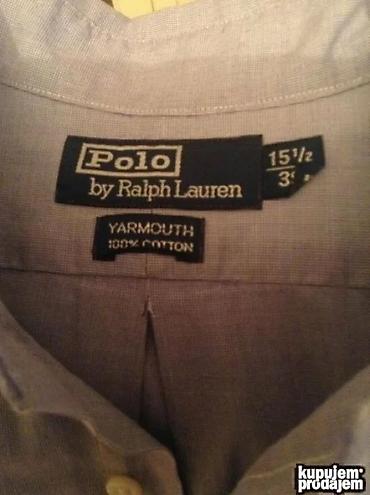 Polo
by Ralph Lauren
15 1/2
YARMOUTH
100% COTTON
kupujem
prodajem